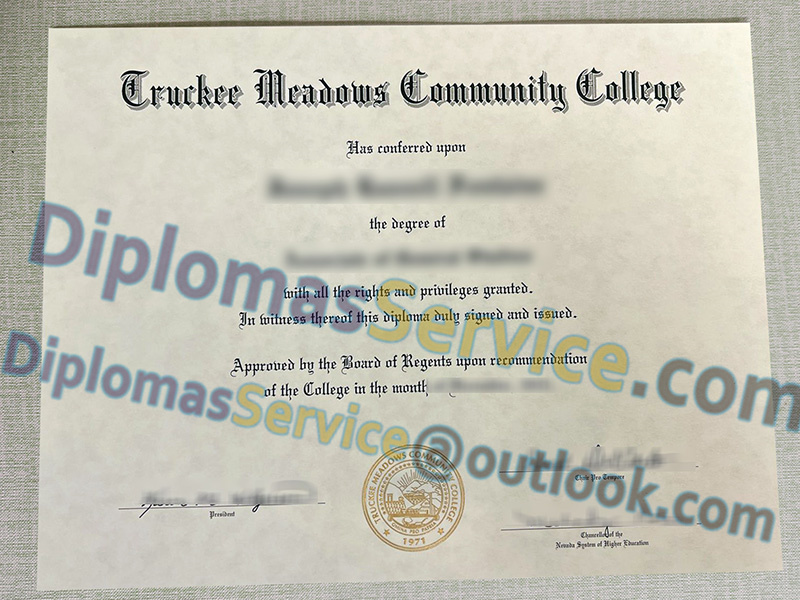 Truckee Meadows Community College
Has conferred upon
the degree of
with all the rights and privileges granted.
In witness thereof this diploma duly signed and issued.
Approved by the Board of Regents upon recommendation
of the College in the month
DiplomasService.com
DiplomasService@outlook.com
TRUCKEE MEADOWS COMMUNITY COLLEGE
1971
President
Chair Pro Tempore
Chancellor of the
Nevada System of Higher Education